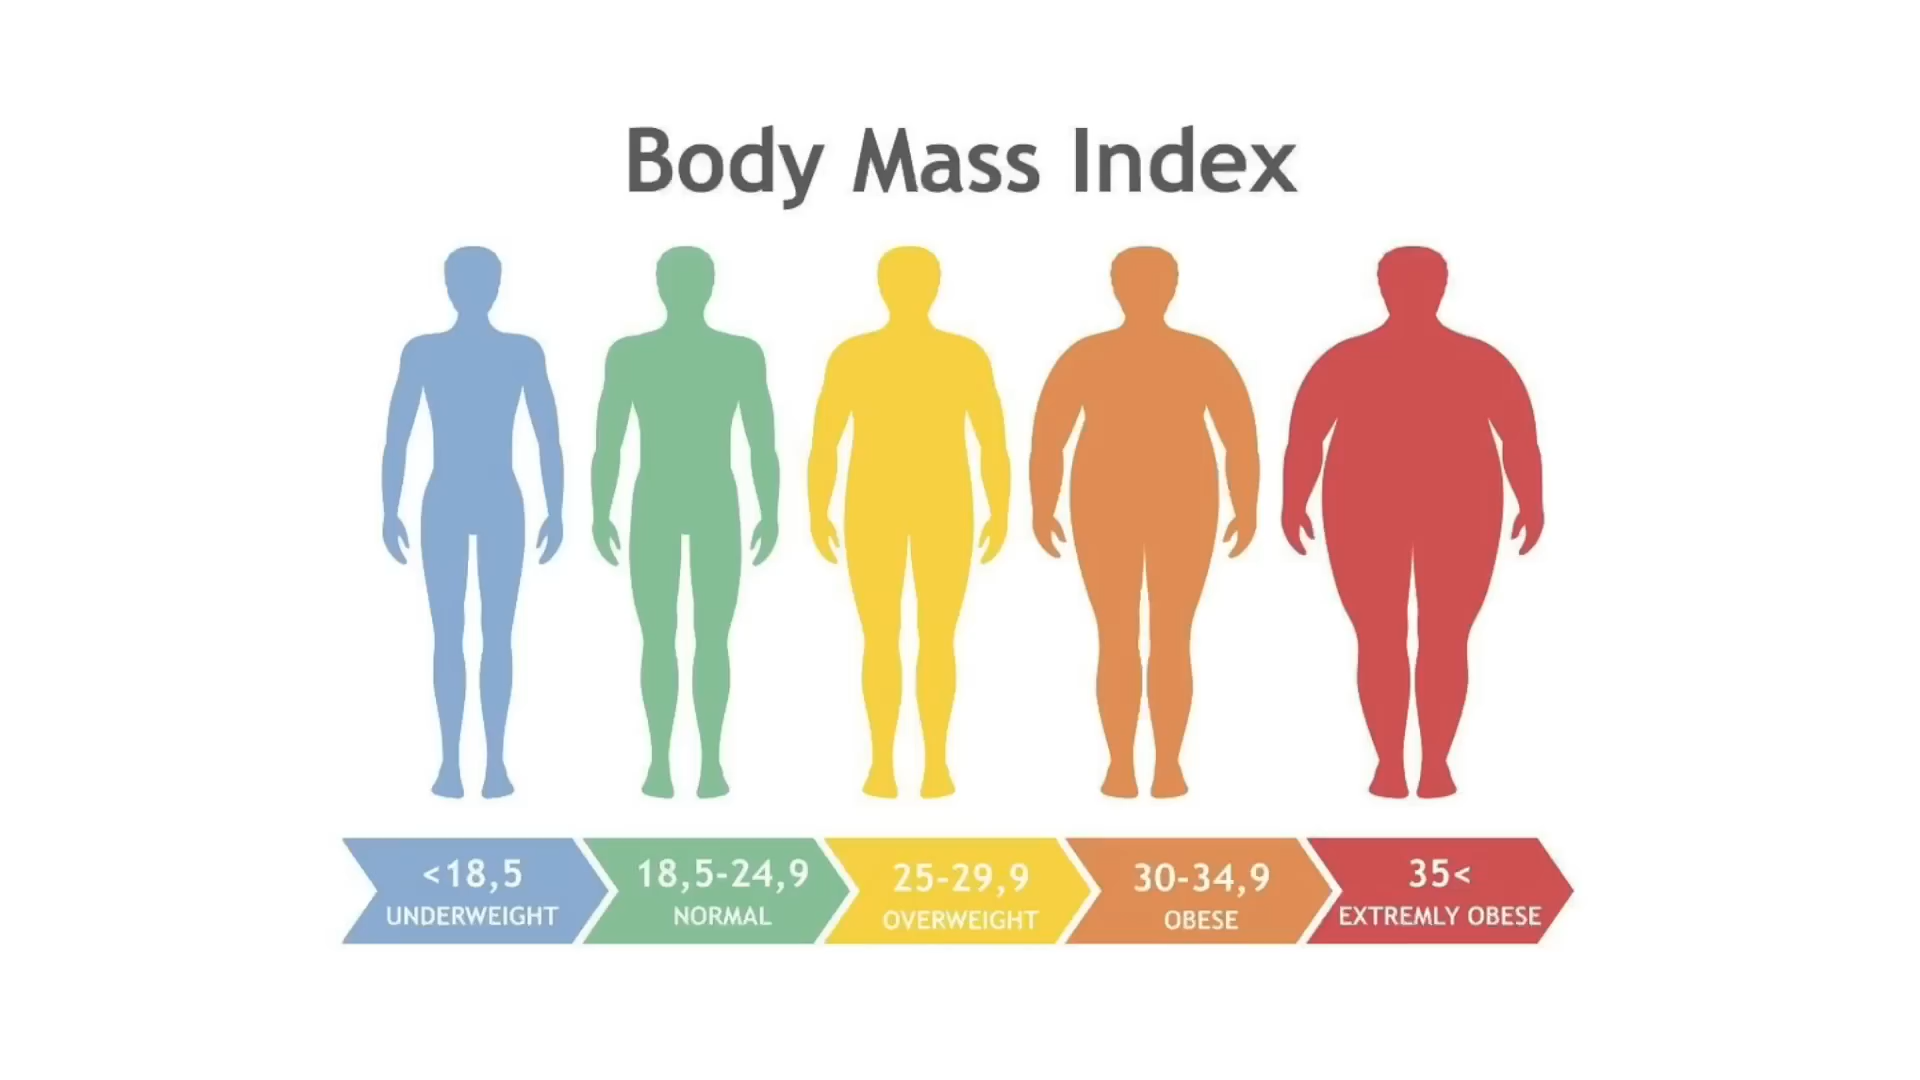 Body Mass Index
<18,5
UNDERWEIGHT
18,5-24,9
NORMAL
25-29,9
OVERWEIGHT
30-34,9
OBESE
35<
EXTREMLY OBESE